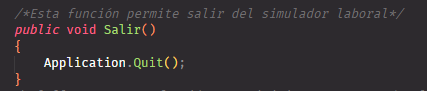 /*Esta función permite salir del simulador laboral*/
public void Salir()
{
    Application.Quit();
}